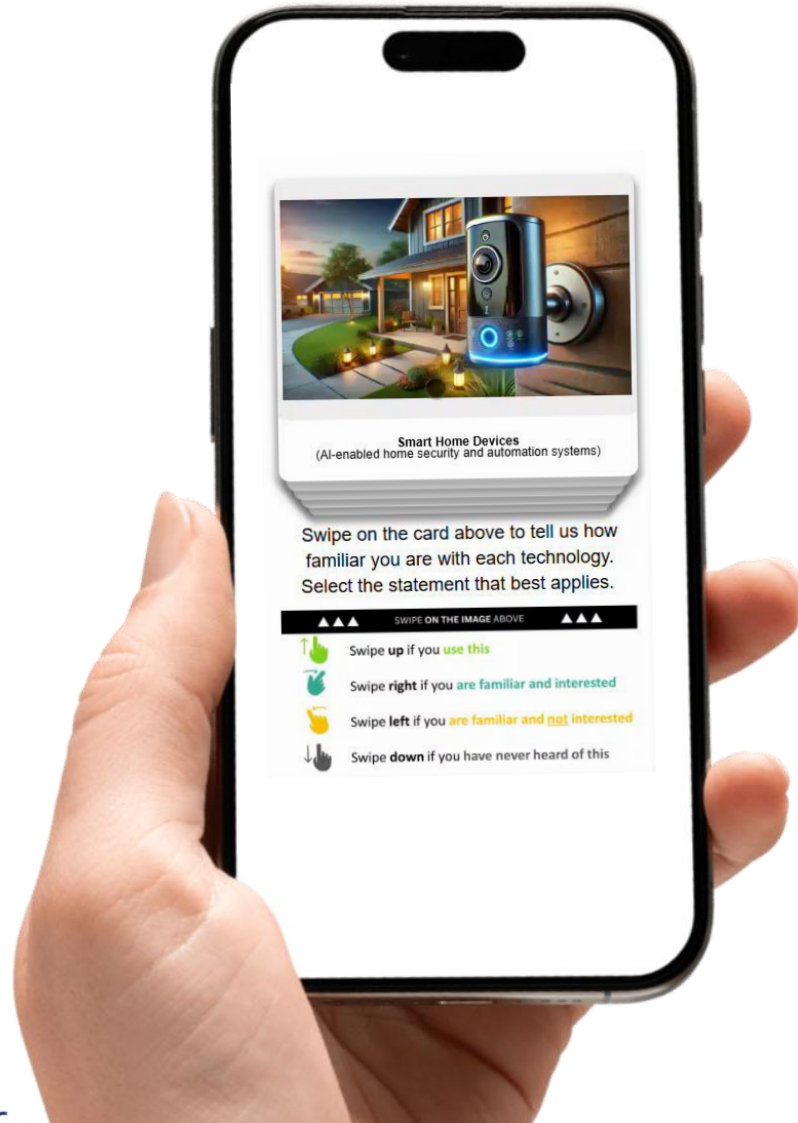 Smart Home Devices
(AI-enabled home security and automation systems)
Swipe on the card above to tell us how
familiar you are with each technology.
Select the statement that best applies.
SWIPE ON THE IMAGE ABOVE
Swipe up if you use this
Swipe right if you are familiar and interested
Swipe left if you are familiar and not interested
Swipe down if you have never heard of this